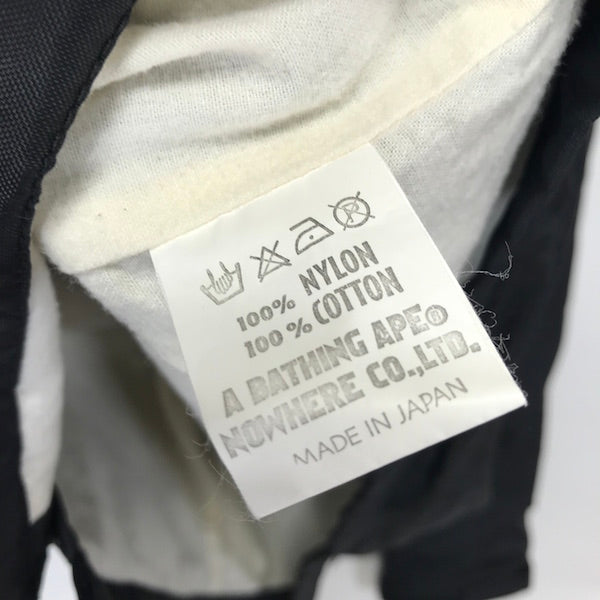 100% NYLON
100% COTTON
A BATHING APE®
NOWHERE CO.,LTD.
MADE IN JAPAN